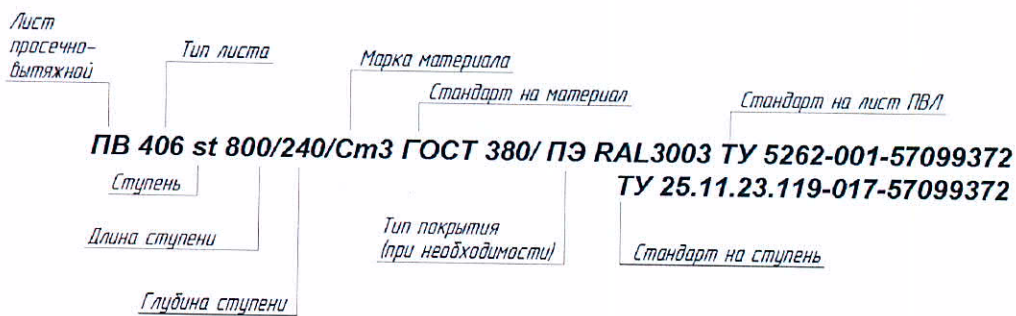 Лист
просечно-
вытяжной
Тип листа
Марка материала
Стандарт на материал
Стандарт на лист ПВЛ
ПВ 406 st 800/240/Ст3 ГОСТ 380/ ПЭ RAL3003 ТУ 5262-001-57099372
ТУ 25.11.23.119-017-57099372
Ступень
Длина ступени
Глубина ступени
Тип покрытия
(при необходимости)
Стандарт на ступень